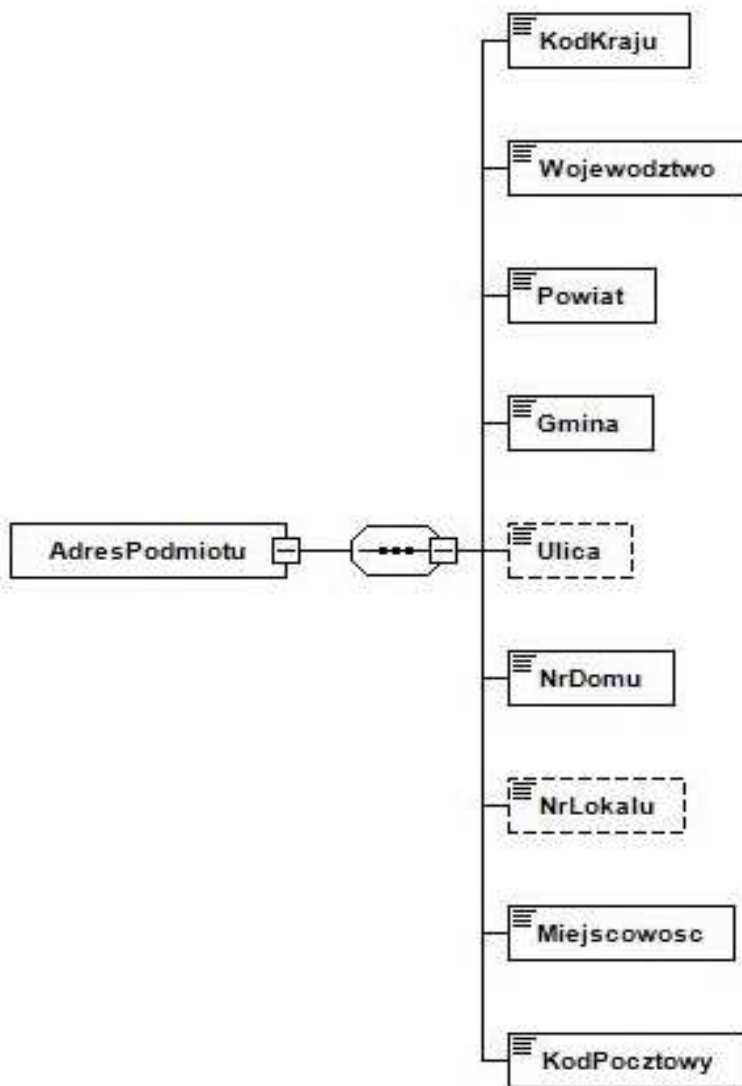 KodKraju
Wojewodztwo
Powiat
Gmina
AdresPodmiotu
Ulica
NrDomu
NrLokalu
Miejscowosc
KodPocztowy